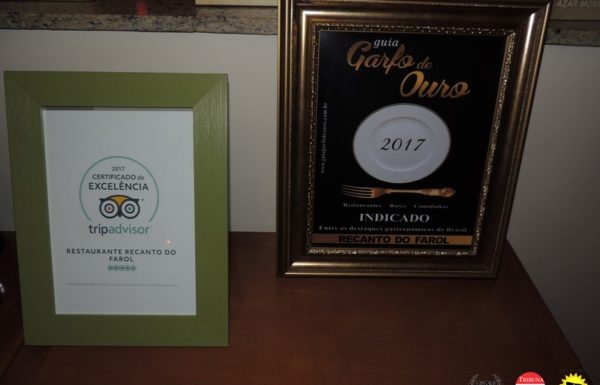 2017
CERTIFICADO de
EXCELÊNCIA
tripadvisor
RESTAURANTE RECANTO DO
FAROL
guia
Garfo de
Ouro
2017
Restaurantes Bares Comedorias
INDICADO
Entre os destaques gastronômicos do Brasil
RECANTO DO FAROL
TRIBUNA